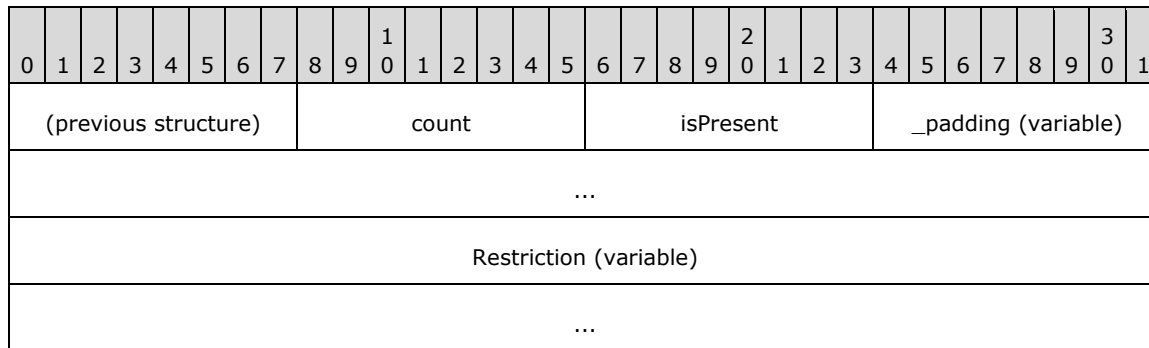 1 2 3
0 1 2 3 4 5 6 7 8 9 0 1 2 3 4 5 6 7 8 9 0 1 2 3 4 5 6 7 8 9 0 1
(previous structure) count isPresent _padding (variable)
...
Restriction (variable)
...